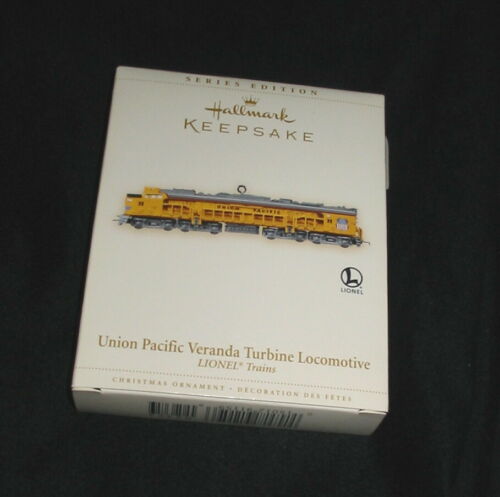 SERIES EDITION
Hallmark
KEEPSAKE
UNION PACIFIC
L
LIONEL
Union Pacific Veranda Turbine Locomotive
LIONEL® Trains
CHRISTMAS ORNAMENT • DÉCORATION DES FÊTES